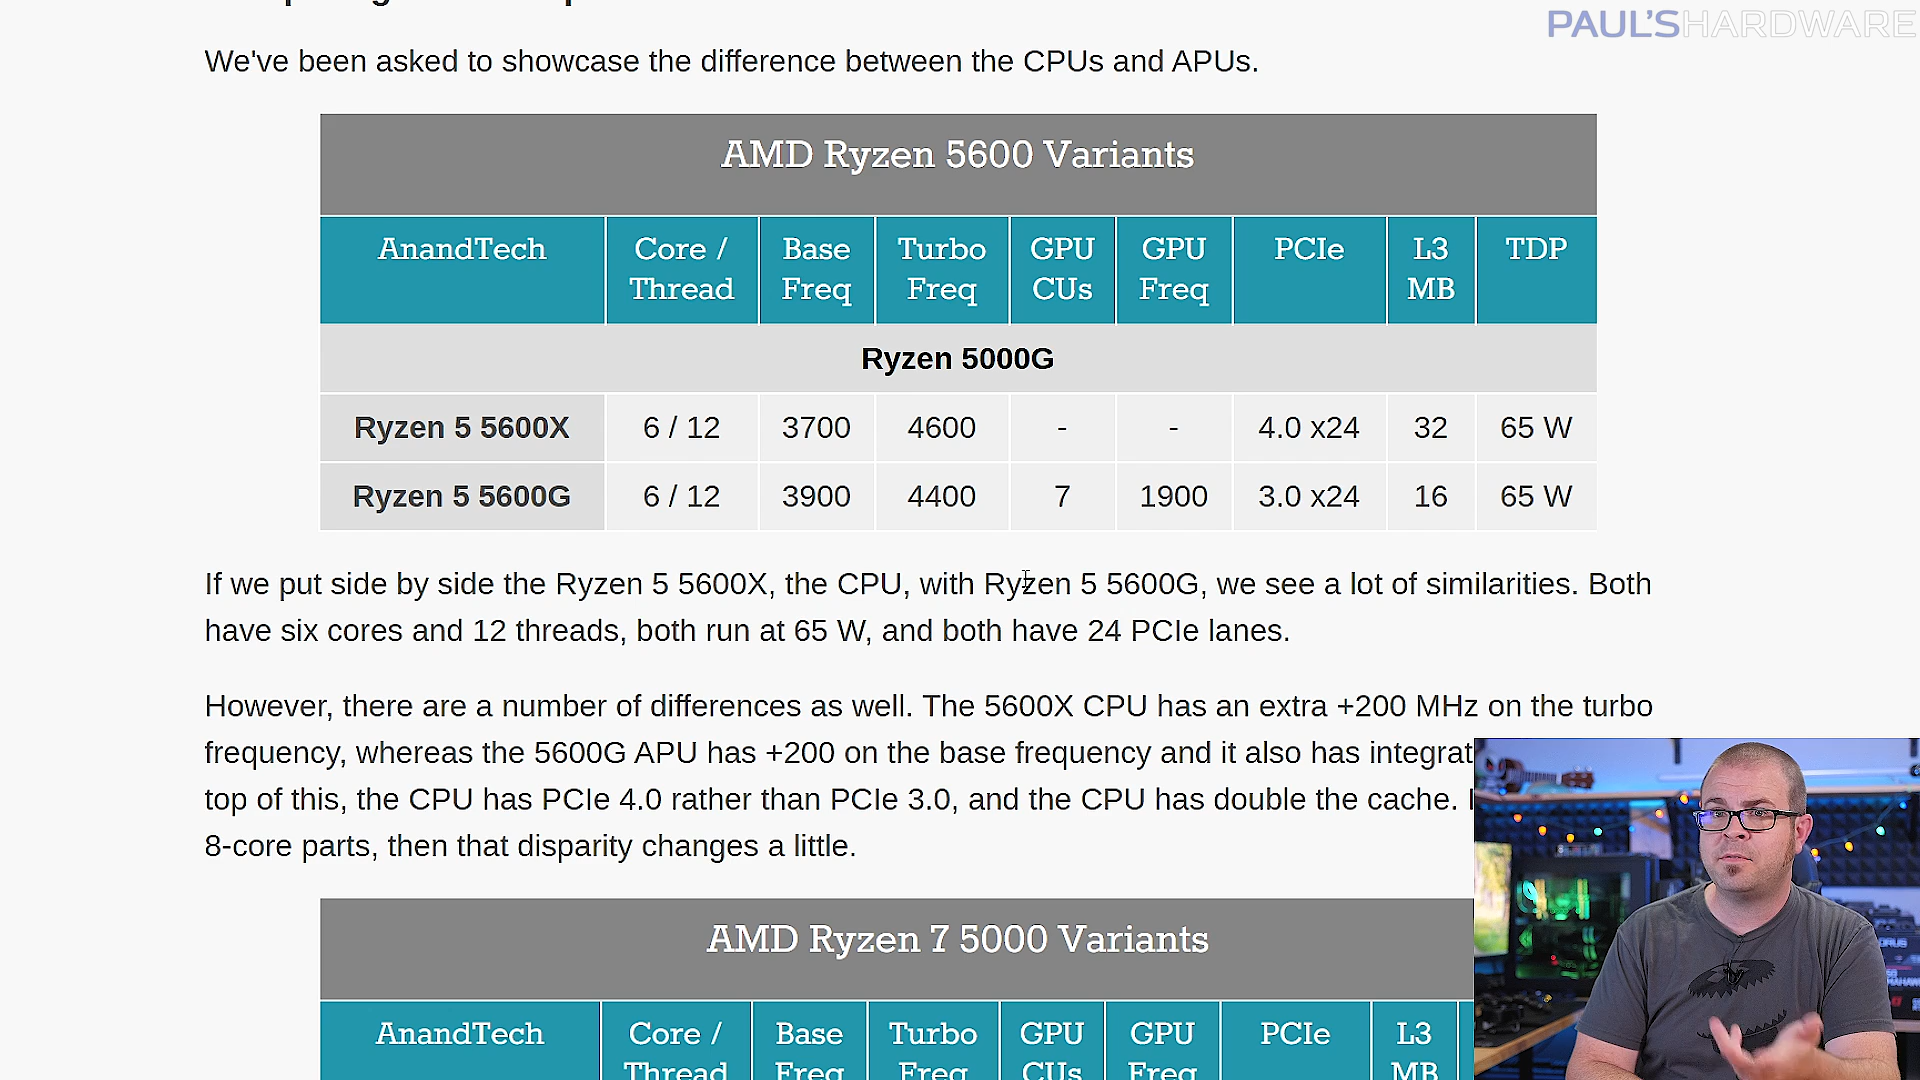 PAUL'SHARDWARE
We've been asked to showcase the difference between the CPUs and APUs.
AMD Ryzen 5600 Variants
AnandTech Core / Thread Base Freq Turbo Freq GPU CUs GPU Freq PCIe L3 MB TDP
Ryzen 5000G
Ryzen 5 5600X 6 / 12 3700 4600 - - 4.0 x24 32 65 W
Ryzen 5 5600G 6 / 12 3900 4400 7 1900 3.0 x24 16 65 W
If we put side by side the Ryzen 5 5600X, the CPU, with Ryzen 5 5600G, we see a lot of similarities. Both
have six cores and 12 threads, both run at 65 W, and both have 24 PCIe lanes.
However, there are a number of differences as well. The 5600X CPU has an extra +200 MHz on the turbo
frequency, whereas the 5600G APU has +200 on the base frequency and it also has integrat
top of this, the CPU has PCIe 4.0 rather than PCIe 3.0, and the CPU has double the cache.
8-core parts, then that disparity changes a little.
AMD Ryzen 7 5000 Variants
AnandTech Core / Thread Base Freq Turbo Freq GPU CUs GPU Freq PCIe L3 MB